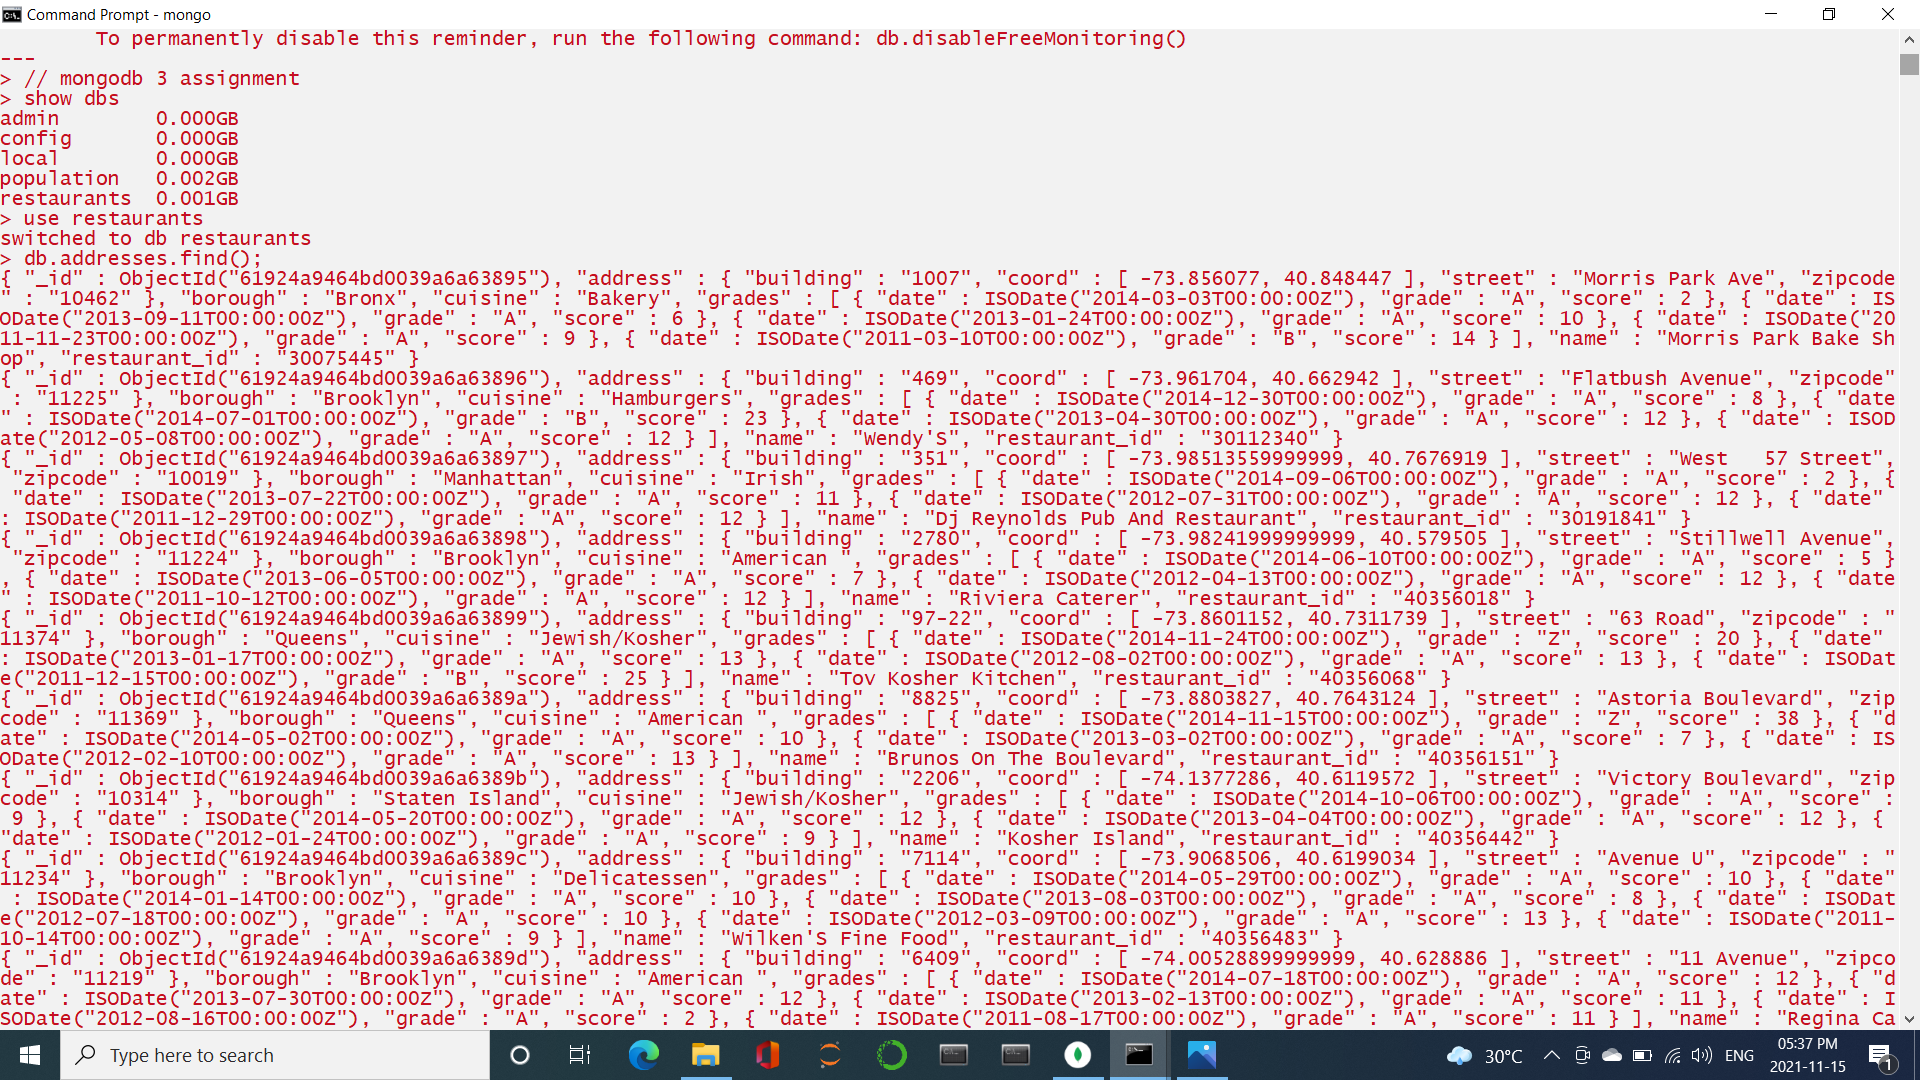 Command Prompt - mongo
        To permanently disable this reminder, run the following command: db.disableFreeMonitoring()
---
> // mongodb 3 assignment
> show dbs
admin        0.000GB
config       0.000GB
local        0.000GB
population   0.002GB
restaurants  0.001GB
> use restaurants
switched to db restaurants
> db.addresses.find();
{ "_id" : ObjectId("61924a9464bd0039a6a63895"), "address" : { "building" : "1007", "coord" : [ -73.856077, 40.848447 ], "street" : "Morris Park Ave", "zipcode
" : "10462" }, "borough" : "Bronx", "cuisine" : "Bakery", "grades" : [ { "date" : ISODate("2014-03-03T00:00:00Z"), "grade" : "A", "score" : 2 }, { "date" : IS
ODate("2013-09-11T00:00:00Z"), "grade" : "A", "score" : 6 }, { "date" : ISODate("2013-01-24T00:00:00Z"), "grade" : "A", "score" : 10 }, { "date" : ISODate("20
11-11-23T00:00:00Z"), "grade" : "A", "score" : 9 }, { "date" : ISODate("2011-03-10T00:00:00Z"), "grade" : "B", "score" : 14 } ], "name" : "Morris Park Bake Sh
op", "restaurant_id" : "30075445" }
{ "_id" : ObjectId("61924a9464bd0039a6a63896"), "address" : { "building" : "469", "coord" : [ -73.961704, 40.662942 ], "street" : "Flatbush Avenue", "zipcode"
 : "11225" }, "borough" : "Brooklyn", "cuisine" : "Hamburgers", "grades" : [ { "date" : ISODate("2014-12-30T00:00:00Z"), "grade" : "A", "score" : 8 }, { "date
" : ISODate("2014-07-01T00:00:00Z"), "grade" : "B", "score" : 23 }, { "date" : ISODate("2013-04-30T00:00:00Z"), "grade" : "A", "score" : 12 }, { "date" : ISOD
ate("2012-05-08T00:00:00Z"), "grade" : "A", "score" : 12 } ], "name" : "Wendy'S", "restaurant_id" : "30112340" }
{ "_id" : ObjectId("61924a9464bd0039a6a63897"), "address" : { "building" : "351", "coord" : [ -73.98513559999999, 40.7676919 ], "street" : "West   57 Street",
 "zipcode" : "10019" }, "borough" : "Manhattan", "cuisine" : "Irish", "grades" : [ { "date" : ISODate("2014-09-06T00:00:00Z"), "grade" : "A", "score" : 2 }, {
 "date" : ISODate("2013-07-22T00:00:00Z"), "grade" : "A", "score" : 11 }, { "date" : ISODate("2012-07-31T00:00:00Z"), "grade" : "A", "score" : 12 }, { "date"
: ISODate("2011-12-29T00:00:00Z"), "grade" : "A", "score" : 12 } ], "name" : "Dj Reynolds Pub And Restaurant", "restaurant_id" : "30191841" }
{ "_id" : ObjectId("61924a9464bd0039a6a63898"), "address" : { "building" : "2780", "coord" : [ -73.98241999999999, 40.579505 ], "street" : "Stillwell Avenue",
 "zipcode" : "11224" }, "borough" : "Brooklyn", "cuisine" : "American ", "grades" : [ { "date" : ISODate("2014-06-10T00:00:00Z"), "grade" : "A", "score" : 5 }
, { "date" : ISODate("2013-06-05T00:00:00Z"), "grade" : "A", "score" : 7 }, { "date" : ISODate("2012-04-13T00:00:00Z"), "grade" : "A", "score" : 12 }, { "date
" : ISODate("2011-10-12T00:00:00Z"), "grade" : "A", "score" : 12 } ], "name" : "Riviera Caterer", "restaurant_id" : "40356018" }
{ "_id" : ObjectId("61924a9464bd0039a6a63899"), "address" : { "building" : "97-22", "coord" : [ -73.8601152, 40.7311739 ], "street" : "63 Road", "zipcode" : "
11374" }, "borough" : "Queens", "cuisine" : "Jewish/Kosher", "grades" : [ { "date" : ISODate("2014-11-24T00:00:00Z"), "grade" : "Z", "score" : 20 }, { "date"
: ISODate("2013-01-17T00:00:00Z"), "grade" : "A", "score" : 13 }, { "date" : ISODate("2012-08-02T00:00:00Z"), "grade" : "A", "score" : 13 }, { "date" : ISODat
e("2011-12-15T00:00:00Z"), "grade" : "B", "score" : 25 } ], "name" : "Tov Kosher Kitchen", "restaurant_id" : "40356068" }
{ "_id" : ObjectId("61924a9464bd0039a6a6389a"), "address" : { "building" : "8825", "coord" : [ -73.8803827, 40.7643124 ], "street" : "Astoria Boulevard", "zip
code" : "11369" }, "borough" : "Queens", "cuisine" : "American ", "grades" : [ { "date" : ISODate("2014-11-15T00:00:00Z"), "grade" : "Z", "score" : 38 }, { "d
ate" : ISODate("2014-05-02T00:00:00Z"), "grade" : "A", "score" : 10 }, { "date" : ISODate("2013-03-02T00:00:00Z"), "grade" : "A", "score" : 7 }, { "date" : IS
ODate("2012-02-10T00:00:00Z"), "grade" : "A", "score" : 13 } ], "name" : "Brunos On The Boulevard", "restaurant_id" : "40356151" }
{ "_id" : ObjectId("61924a9464bd0039a6a6389b"), "address" : { "building" : "2206", "coord" : [ -74.1377286, 40.6119572 ], "street" : "Victory Boulevard", "zip
code" : "10314" }, "borough" : "Staten Island", "cuisine" : "Jewish/Kosher", "grades" : [ { "date" : ISODate("2014-10-06T00:00:00Z"), "grade" : "A", "score" :
 9 }, { "date" : ISODate("2014-05-20T00:00:00Z"), "grade" : "A", "score" : 12 }, { "date" : ISODate("2013-04-04T00:00:00Z"), "grade" : "A", "score" : 12 }, {
"date" : ISODate("2012-01-24T00:00:00Z"), "grade" : "A", "score" : 9 } ], "name" : "Kosher Island", "restaurant_id" : "40356442" }
{ "_id" : ObjectId("61924a9464bd0039a6a6389c"), "address" : { "building" : "7114", "coord" : [ -73.9068506, 40.6199034 ], "street" : "Avenue U", "zipcode" : "
11234" }, "borough" : "Brooklyn", "cuisine" : "Delicatessen", "grades" : [ { "date" : ISODate("2014-05-29T00:00:00Z"), "grade" : "A", "score" : 10 }, { "date"
 : ISODate("2014-01-14T00:00:00Z"), "grade" : "A", "score" : 10 }, { "date" : ISODate("2013-08-03T00:00:00Z"), "grade" : "A", "score" : 8 }, { "date" : ISODat
e("2012-07-18T00:00:00Z"), "grade" : "A", "score" : 10 }, { "date" : ISODate("2012-03-09T00:00:00Z"), "grade" : "A", "score" : 13 }, { "date" : ISODate("2011-
10-14T00:00:00Z"), "grade" : "A", "score" : 9 } ], "name" : "Wilken'S Fine Food", "restaurant_id" : "40356483" }
{ "_id" : ObjectId("61924a9464bd0039a6a6389d"), "address" : { "building" : "6409", "coord" : [ -74.00528899999999, 40.628886 ], "street" : "11 Avenue", "zipco
de" : "11219" }, "borough" : "Brooklyn", "cuisine" : "American ", "grades" : [ { "date" : ISODate("2014-07-18T00:00:00Z"), "grade" : "A", "score" : 12 }, { "d
ate" : ISODate("2013-07-30T00:00:00Z"), "grade" : "A", "score" : 12 }, { "date" : ISODate("2013-02-13T00:00:00Z"), "grade" : "A", "score" : 11 }, { "date" : I
SODate("2012-08-16T00:00:00Z"), "grade" : "A", "score" : 2 }, { "date" : ISODate("2011-08-17T00:00:00Z"), "grade" : "A", "score" : 11 } ], "name" : "Regina Ca
Type here to search
30°C
ENG
05:37 PM
2021-11-15
1